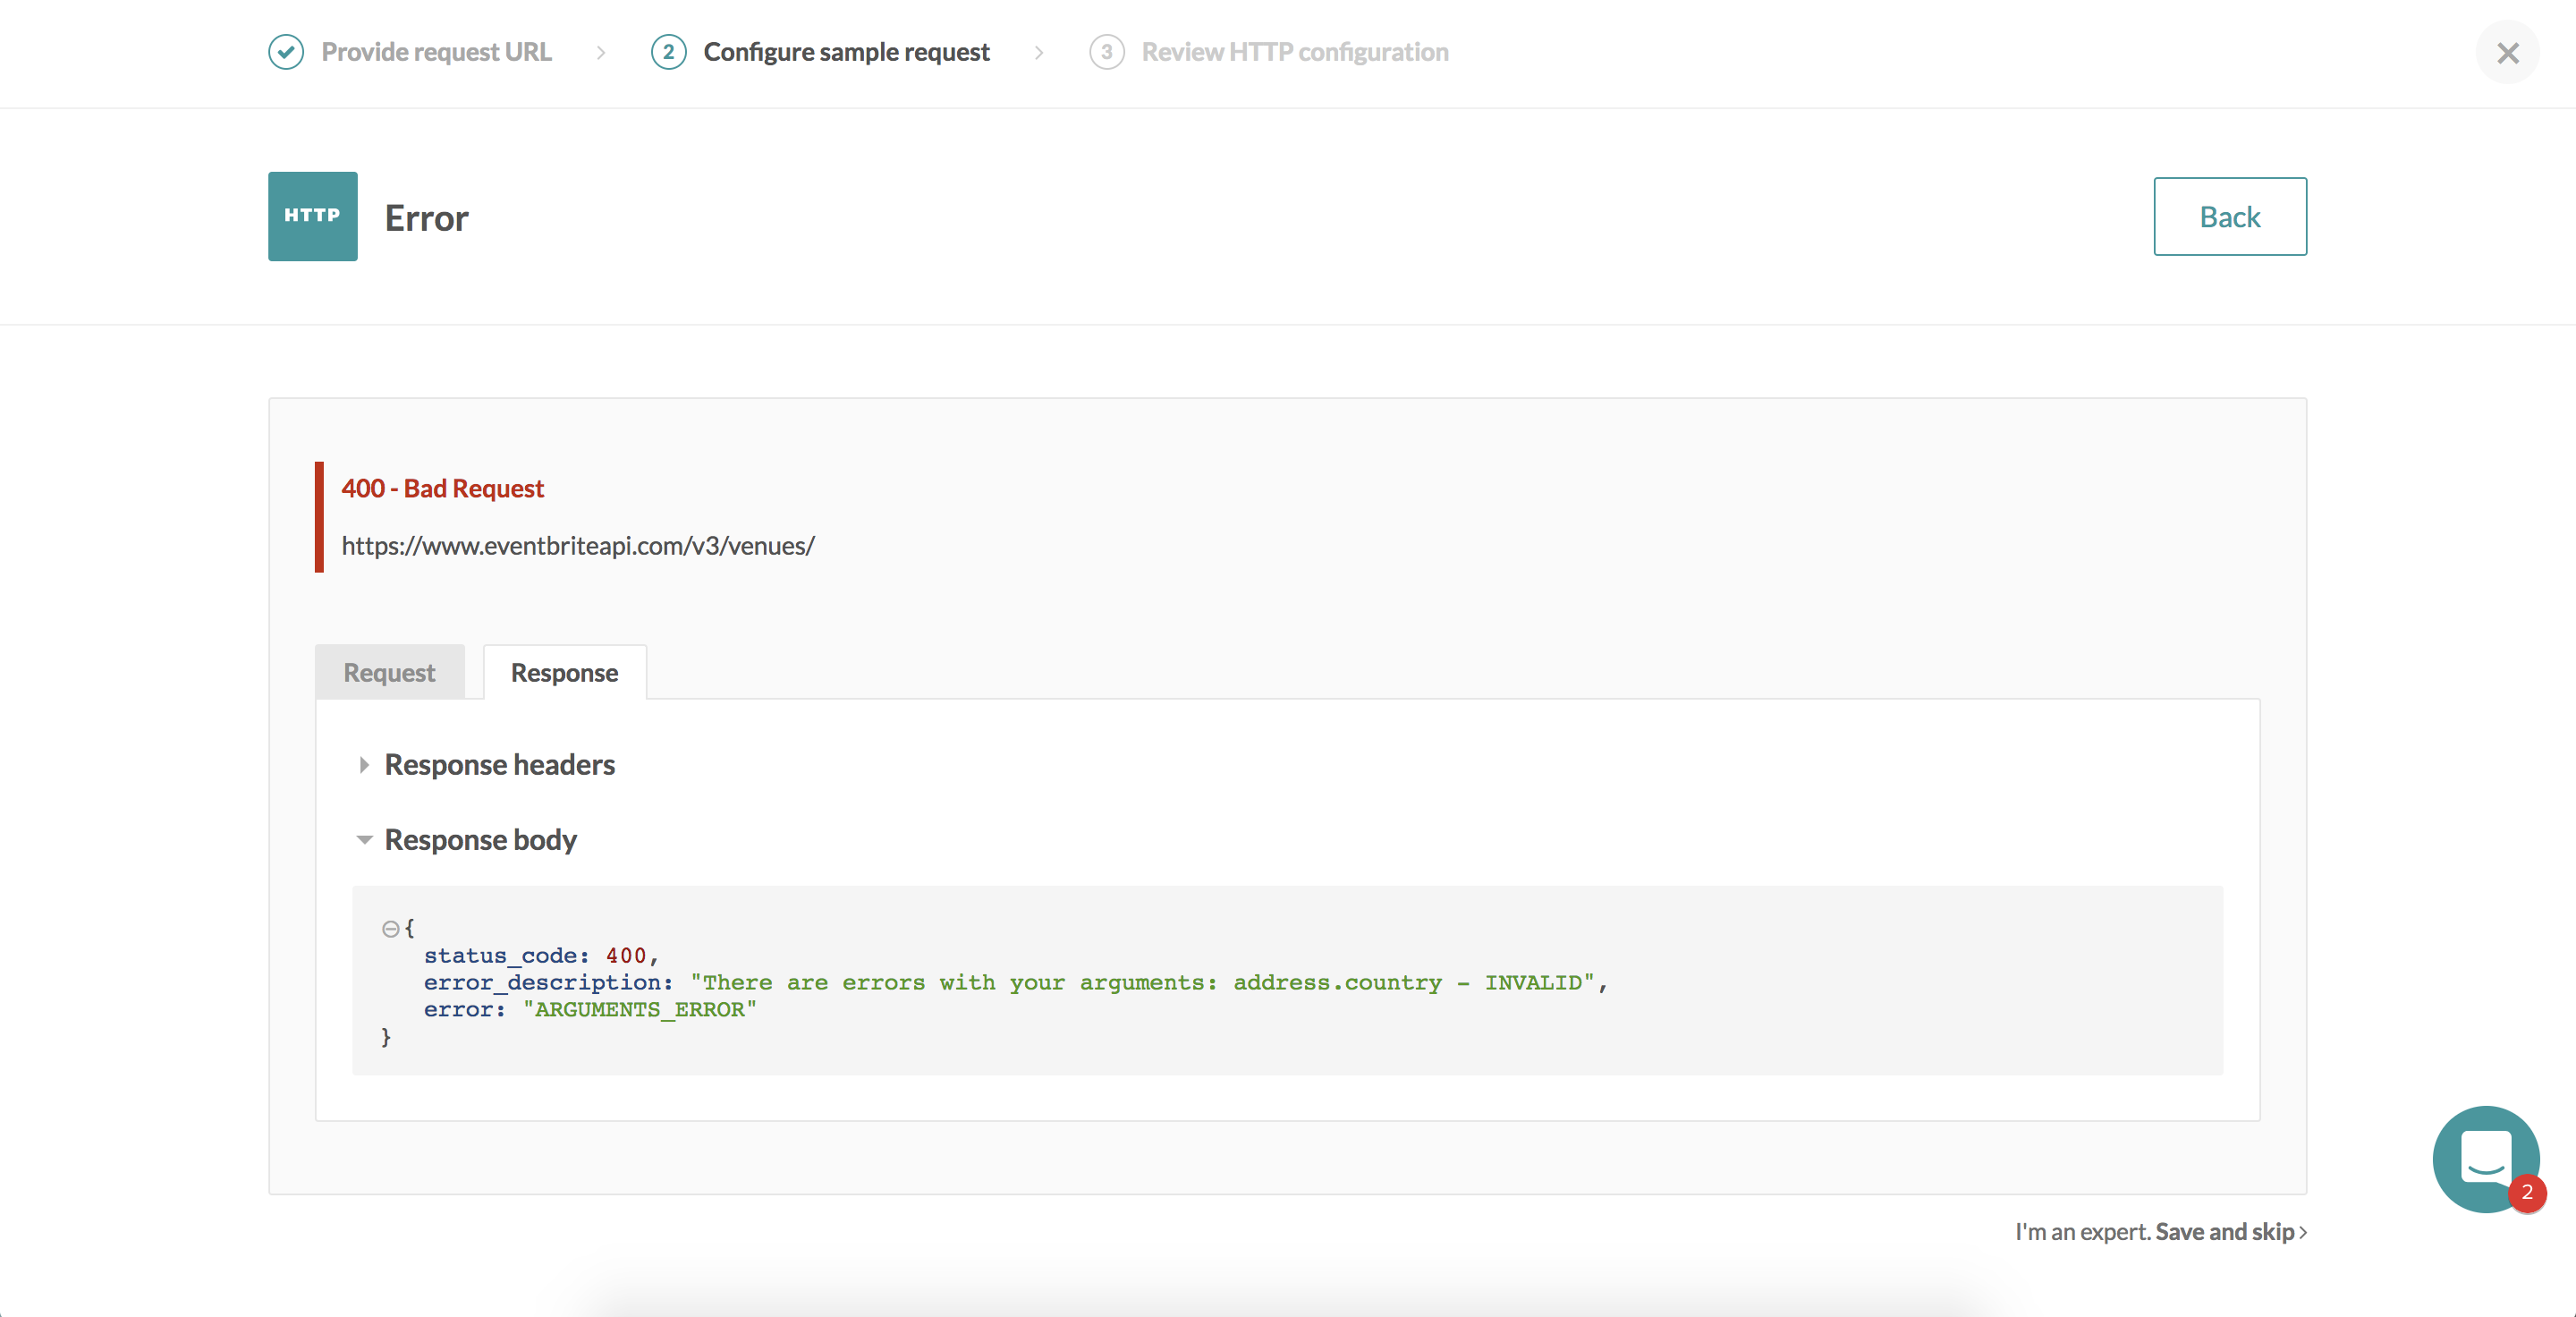 Provide request URL
2 Configure sample request
3 Review HTTP configuration
HTTP
Error
Back
400 - Bad Request
https://www.eventbriteapi.com/v3/venues/
Request
Response
Response headers
Response body
{
status_code: 400,
error_description: "There are errors with your arguments: address.country - INVALID",
error: "ARGUMENTS_ERROR"
}
2
I'm an expert. Save and skip